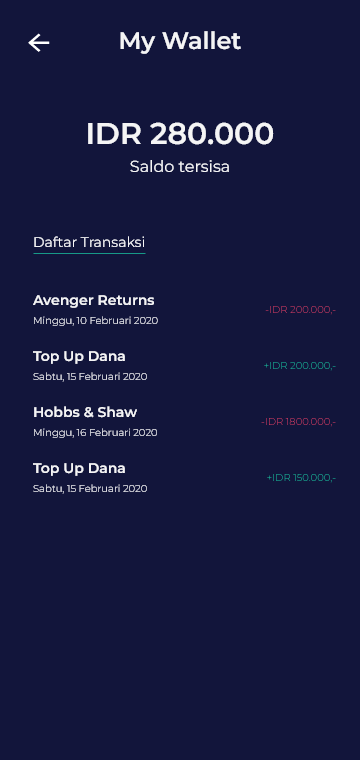 My Wallet
IDR 280.000
Saldo tersisa
Daftar Transaksi
Avenger Returns
-IDR 200.000,-
Minggu, 10 Februari 2020
Top Up Dana
+IDR 200.000,-
Sabtu, 15 Februari 2020
Hobbs & Shaw
-IDR 1800.000,-
Minggu, 16 Februari 2020
Top Up Dana
+IDR 150.000,-
Sabtu, 15 Februari 2020